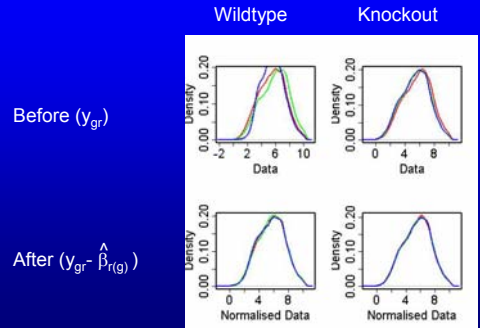 Wildtype Knockout
Before (ygr)
Density
0.00 0.10 0.20
-2 2 6 10
Data
Density
0.00 0.10 0.20
0 4 8
Data
After (ygr- β̂r(g) )
Density
0.00 0.10 0.20
0 4 8
Normalised Data
Density
0.00 0.10 0.20
0 4 8
Normalised Data